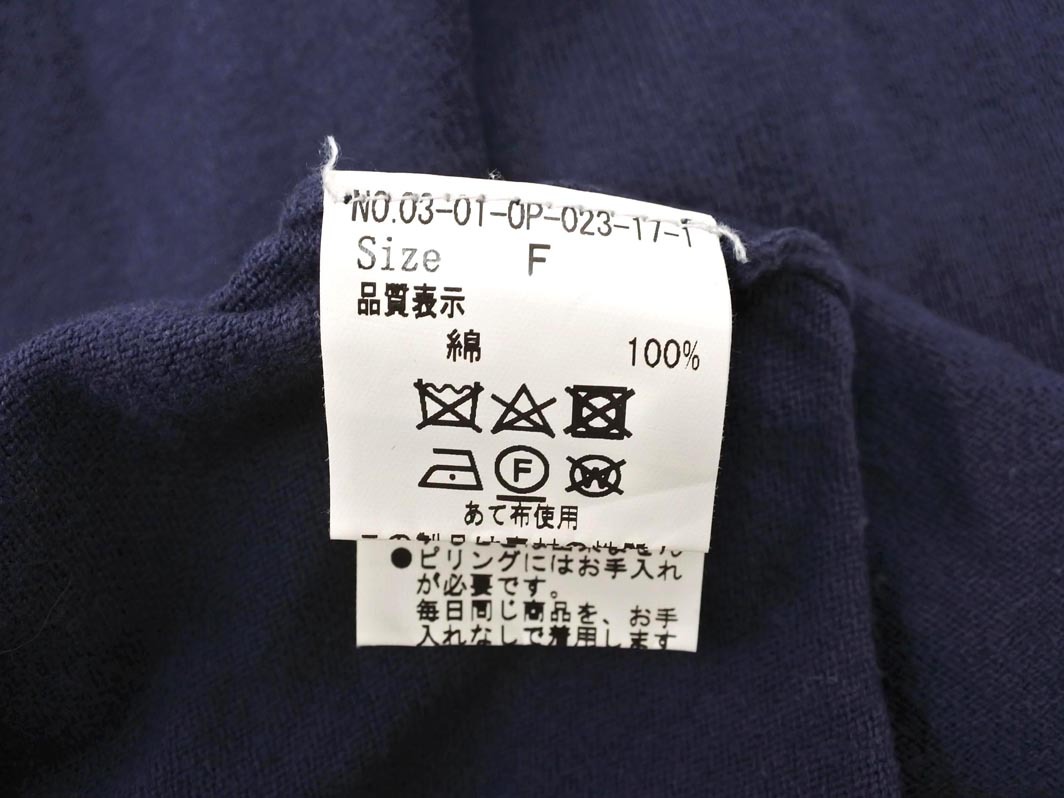 NO.03-01-OP-023-17-1
Size F
品質表示
綿 100%
F
W
あて布使用
●ピリングにはお手入れ
が必要です。
毎日同じ商品を、お手
入れなしで着用します